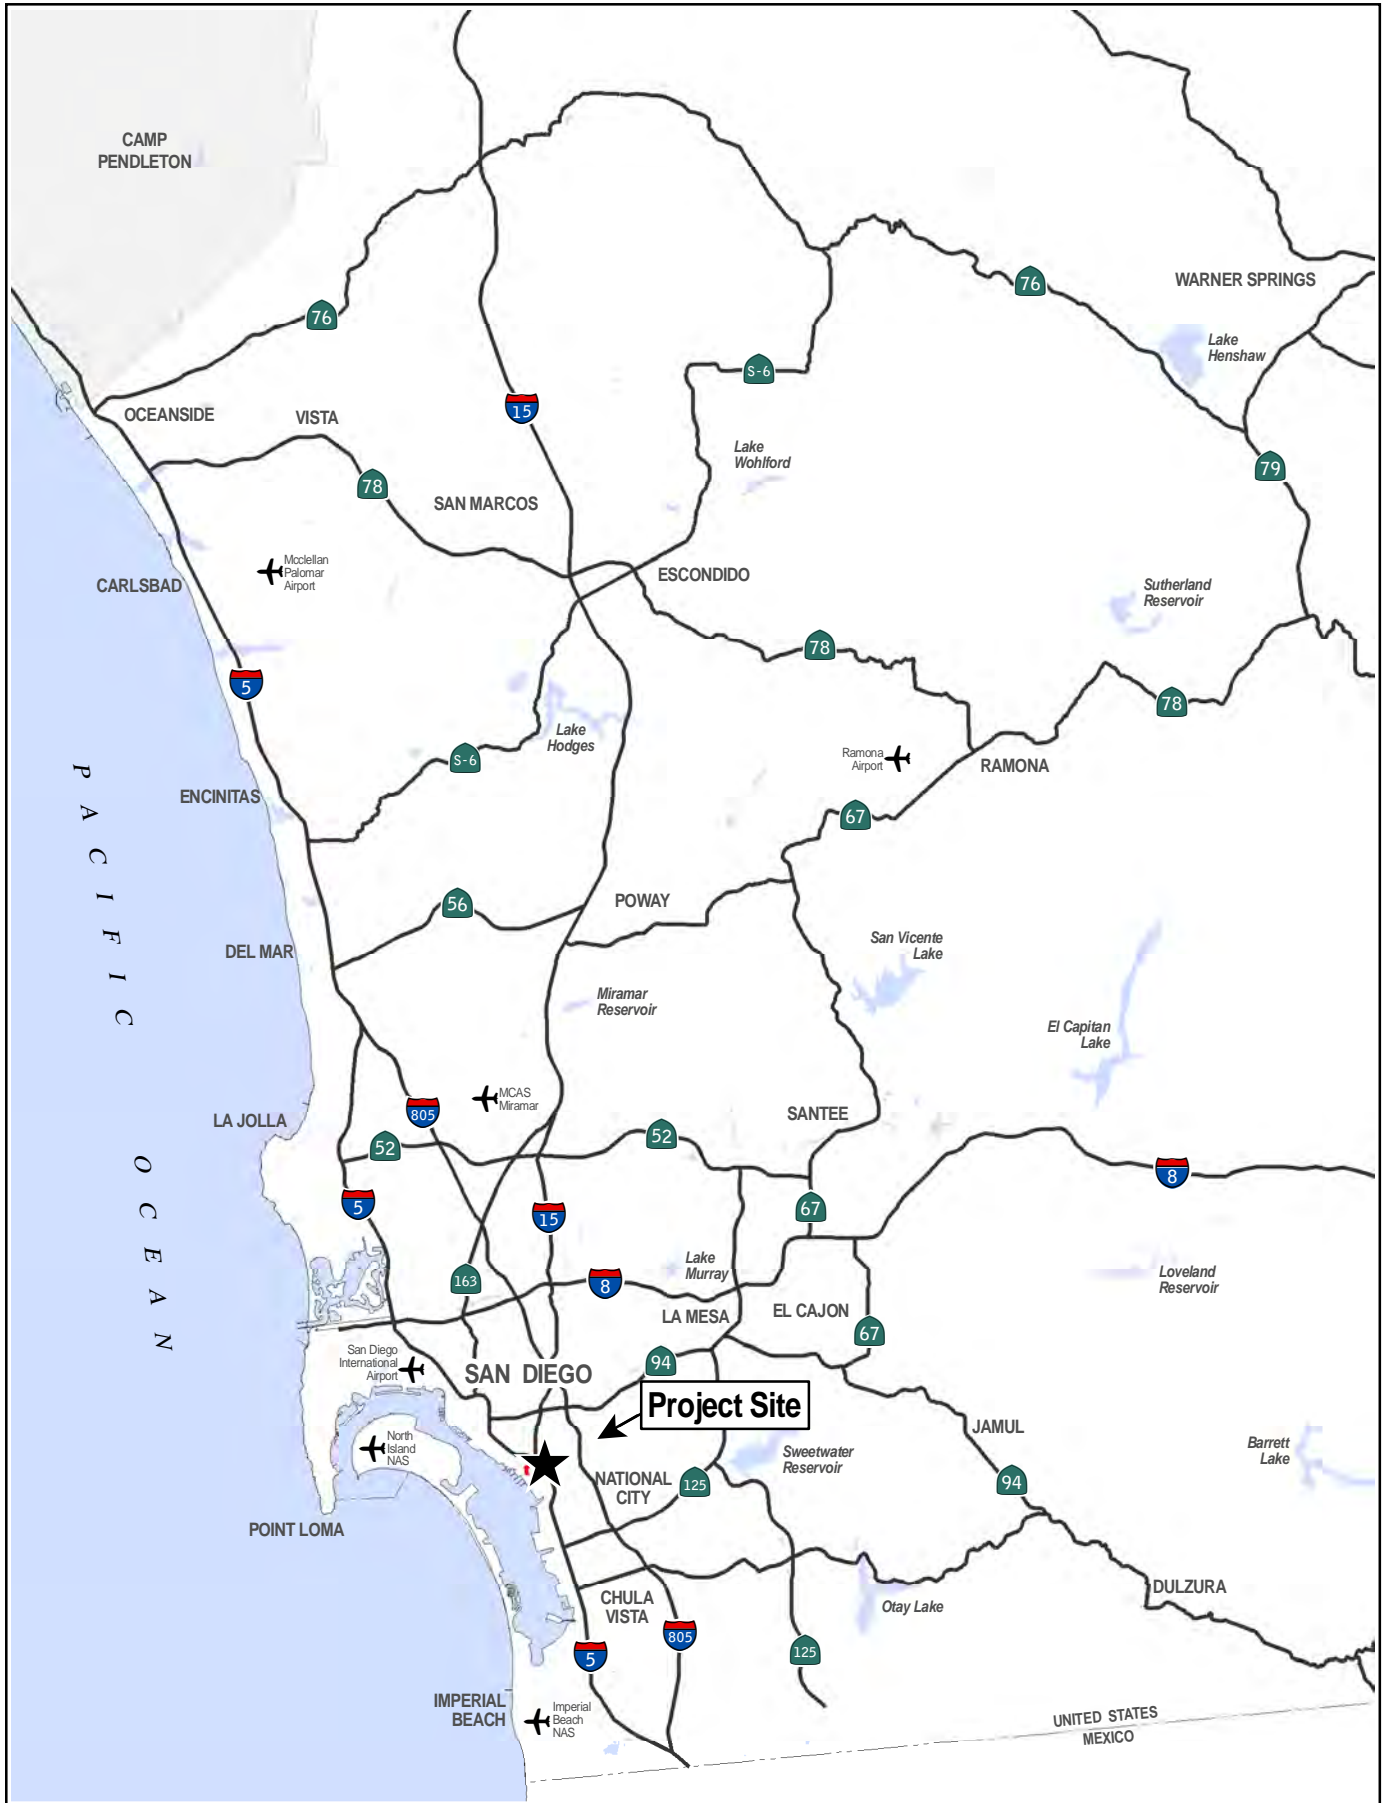 CAMP
PENDLETON
WARNER SPRINGS
76
76
Lake
Henshaw
S-6
15
OCEANSIDE
VISTA
Lake
Wohlford
79
78
SAN MARCOS
Mcclellan
Palomar
Airport
CARLSBAD
ESCONDIDO
Sutherland
Reservoir
78
5
78
Lake
Hodges
S-6
Ramona
Airport
RAMONA
PACIFIC
OCEAN
ENCINITAS
67
56
POWAY
DEL MAR
San Vicente
Lake
Miramar
Reservoir
El Capitan
Lake
MCAS
Miramar
805
LA JOLLA
SANTEE
52
52
8
5
15
67
163
Lake
Murray
8
Loveland
Reservoir
LA MESA
EL CAJON
67
San Diego
International
Airport
SAN DIEGO
94
Project Site
JAMUL
North
Island
NAS
Sweetwater
Reservoir
Barrett
Lake
NATIONAL
CITY
125
94
POINT LOMA
DULZURA
CHULA
VISTA
Otay Lake
805
5
125
IMPERIAL
BEACH
Imperial
Beach
NAS
UNITED STATES
MEXICO